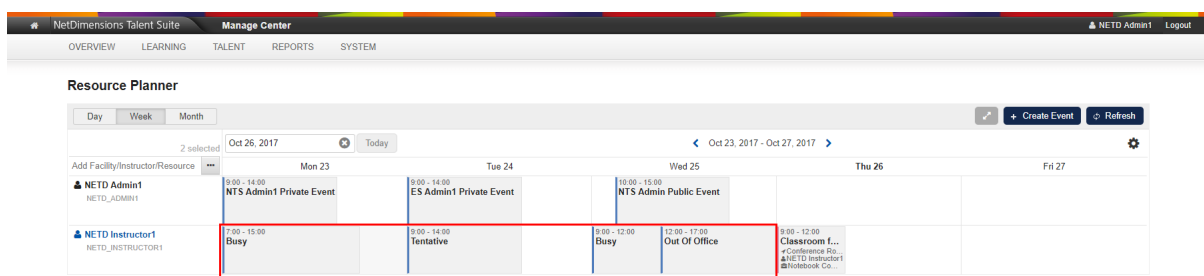 NetDimensions Talent Suite Manage Center NETD Admin1 Logout
OVERVIEW LEARNING TALENT REPORTS SYSTEM
Resource Planner
Day Week Month + Create Event Refresh
2 selected Oct 26, 2017 Today Oct 23, 2017 - Oct 27, 2017
Add Facility/Instructor/Resource ••• Mon 23 Tue 24 Wed 25 Thu 26 Fri 27
NETD Admin1
NETD_ADMIN1
9:00 - 14:00
NTS Admin1 Private Event
9:00 - 14:00
ES Admin1 Private Event
10:00 - 15:00
NTS Admin Public Event
NETD Instructor1
NETD_INSTRUCTOR1
7:00 - 15:00
Busy
9:00 - 14:00
Tentative
9:00 - 12:00
Busy
12:00 - 17:00
Out Of Office
9:00 - 12:00
Classroom f...
Conference Ro...
NETD Instructor1
Notebook Co...